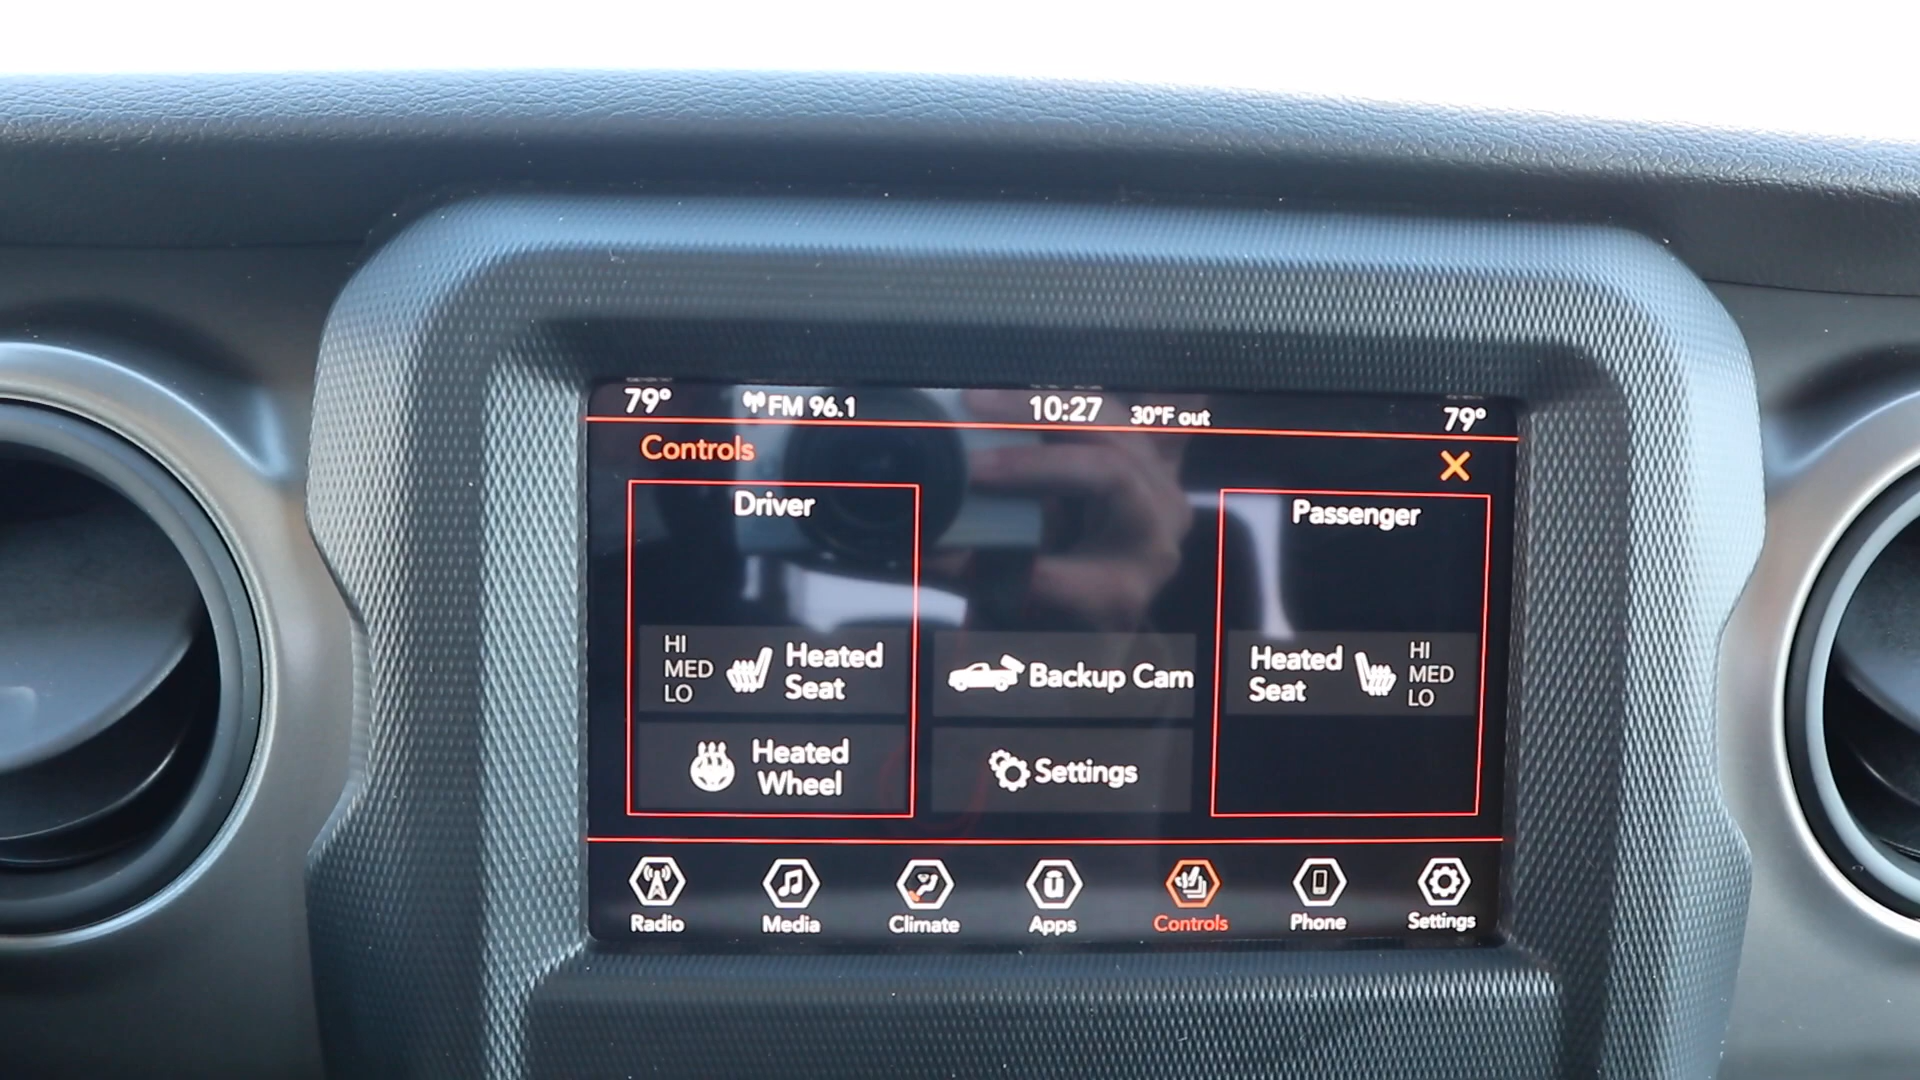 79° FM 96.1 10:27 30°F out 79°
Controls X
Driver
HI
MED
LO
Heated
Seat
Heated
Wheel
Backup Cam
Settings
Passenger
Heated
Seat
HI
MED
LO
Radio Media Climate Apps Controls Phone Settings